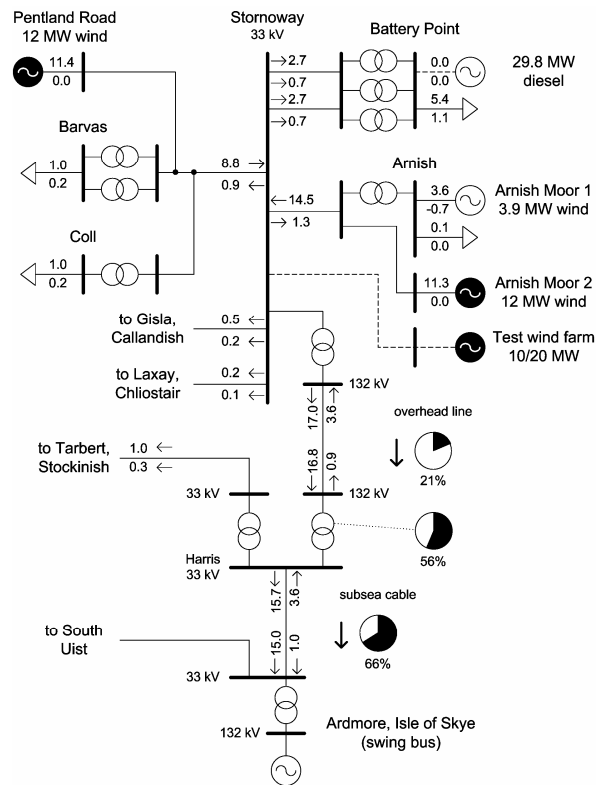 Pentland Road
12 MW wind
11.4
0.0
Stornoway
33 kV
Battery Point
2.7
0.7
2.7
0.7
0.0
0.0
5.4
1.1
29.8 MW
diesel
Barvas
1.0
0.2
8.8
0.9
Coll
1.0
0.2
14.5
1.3
Arnish
3.6
-0.7
0.1
0.0
Arnish Moor 1
3.9 MW wind
11.3
0.0
Arnish Moor 2
12 MW wind
Test wind farm
10/20 MW
to Gisla,
Callandish
0.5
0.2
to Laxay,
Chliostair
0.2
0.1
132 kV
17.0
3.6
16.8
0.9
overhead line
21%
to Tarbert,
Stockinish
1.0
0.3
33 kV
132 kV
56%
Harris
33 kV
15.7
3.6
15.0
1.0
subsea cable
66%
to South
Uist
33 kV
132 kV
Ardmore, Isle of Skye
(swing bus)